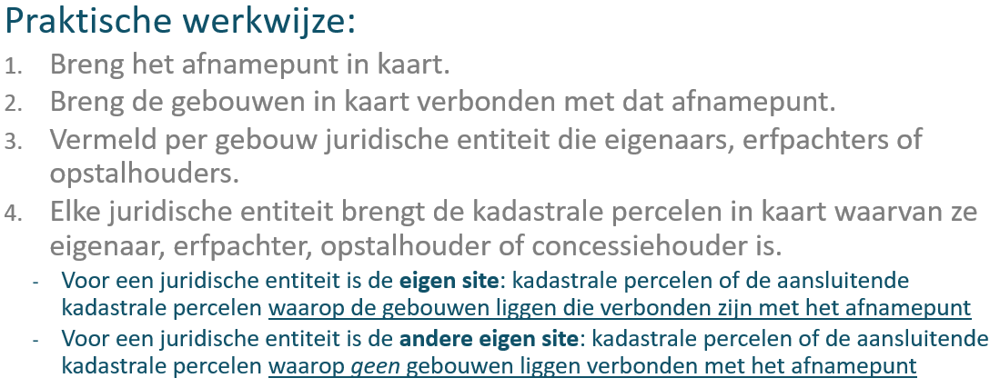 Praktische werkwijze:
1. Breng het afnamepunt in kaart.
2. Breng de gebouwen in kaart verbonden met dat afnamepunt.
3. Vermeld per gebouw juridische entiteit die eigenaars, erfpachters of
opstalhouders.
4. Elke juridische entiteit brengt de kadastrale percelen in kaart waarvan ze
eigenaar, erfpachter, opstalhouder of concessiehouder is.
- Voor een juridische entiteit is de eigen site: kadastrale percelen of de aansluitende
kadastrale percelen waarop de gebouwen liggen die verbonden zijn met het afnamepunt
- Voor een juridische entiteit is de andere eigen site: kadastrale percelen of de aansluitende
kadastrale percelen waarop geen gebouwen liggen verbonden met het afnamepunt